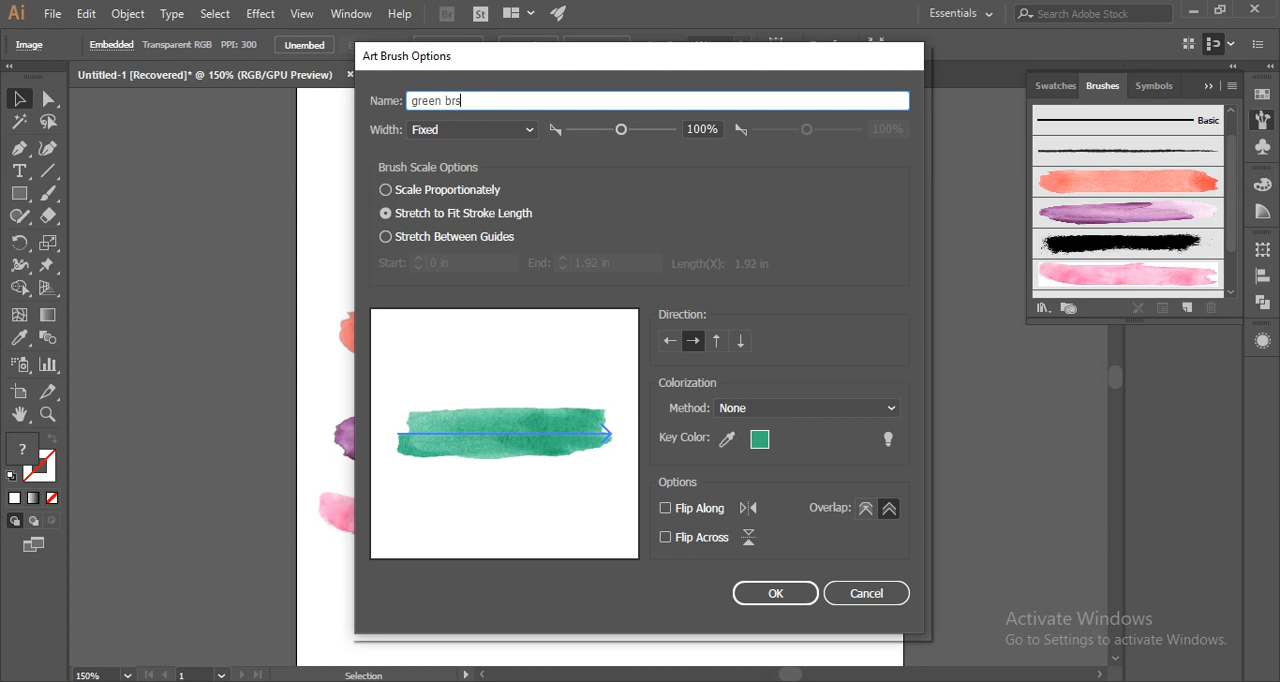 Ai File Edit Object Type Select Effect View Window Help Br St Essentials Search Adobe Stock
Image Embedded Transparent RGB PPI: 300 Unembed
Untitled-1 [Recovered]* @ 150% (RGB/GPU Preview)
Art Brush Options
Name: green brs
Width: Fixed 100% 100%
Brush Scale Options
Scale Proportionately
Stretch to Fit Stroke Length
Stretch Between Guides
Start: 0 in End: 1.92 in Length(X): 1.92 in
Direction:
Colorization
Method: None
Key Color:
Options
Flip Along Overlap:
Flip Across
OK Cancel
Swatches Brushes Symbols
Basic
?
T
Activate Windows
Go to Settings to activate Windows.
150% 1 Selection